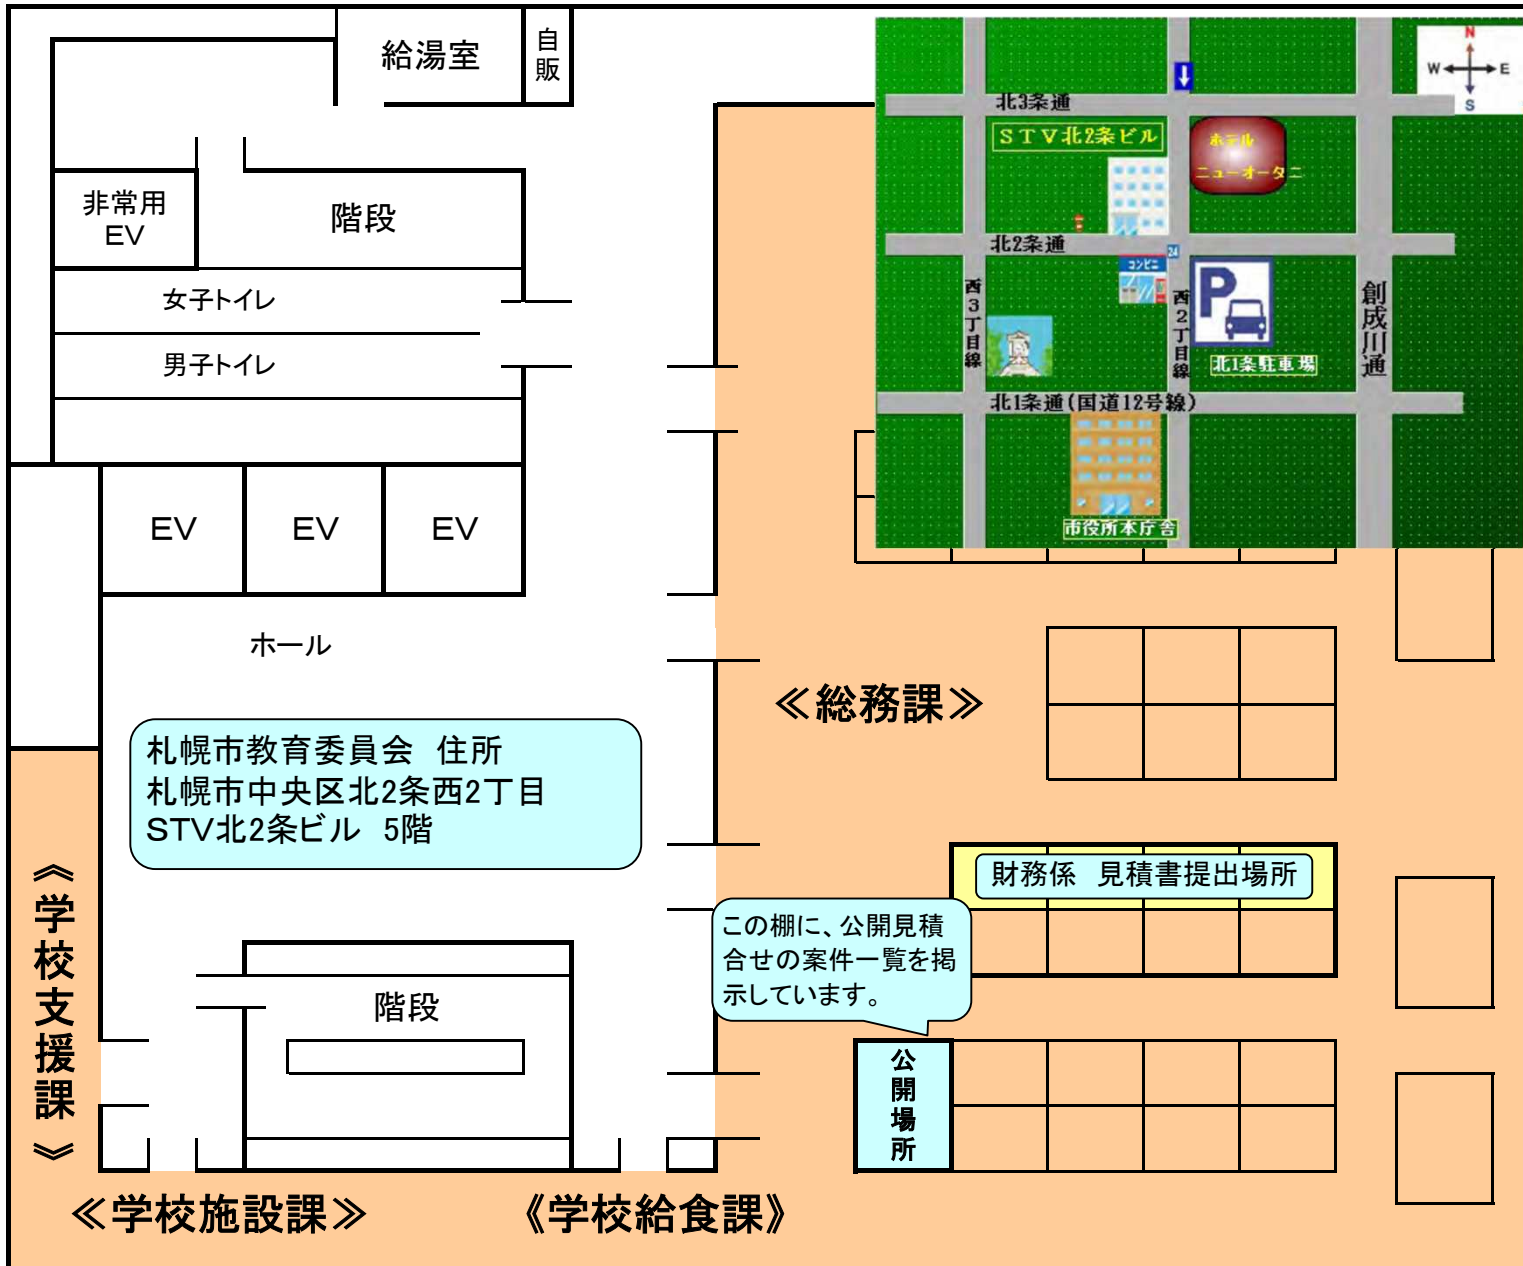 給湯室
自
販
非常用
EV
階段
女子トイレ
男子トイレ
EV
EV
EV
ホール
札幌市教育委員会 住所
札幌市中央区北2条西2丁目
STV北2条ビル 5階
≪総務課≫
財務係 見積書提出場所
この棚に、公開見積
合せの案件一覧を掲
示しています。
公開場所
階段
《学校支援課》
≪学校施設課≫
《学校給食課》
N
W
E
S
北3条通
STV北2条ビル
ホテル
ニューオータニ
北2条通
24
コンビニ
西3丁目線
西2丁目線
P
創成川通
北1条駐車場
北1条通(国道12号線)
市役所本庁舎